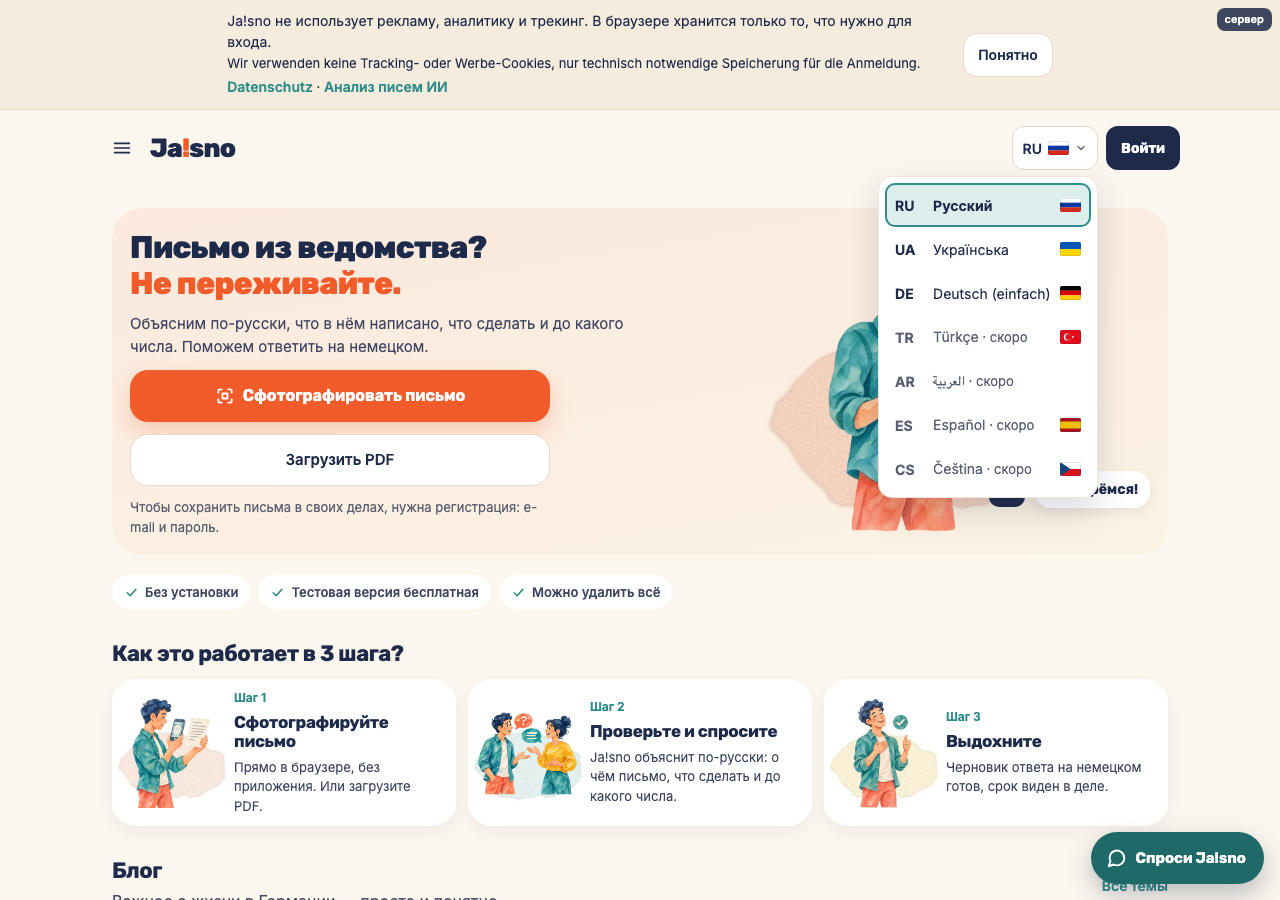 Ja!sno не использует рекламу, аналитику и трекинг. В браузере хранится только то, что нужно для
входа.
Wir verwenden keine Tracking- oder Werbe-Cookies, nur technisch notwendige Speicherung für die Anmeldung.
Datenschutz · Анализ писем ИИ
Понятно
сервер
Ja!sno
RU
Войти
RU Русский
UA Українська
DE Deutsch (einfach)
TR Türkçe · скоро
AR العربية · скоро
ES Español · скоро
CS Čeština · скоро
Письмо из ведомства?
Не переживайте.
Объясним по-русски, что в нём написано, что сделать и до какого
числа. Поможем ответить на немецком.
Сфотографировать письмо
Загрузить PDF
Чтобы сохранить письма в своих делах, нужна регистрация: e-
mail и пароль.
Без установки
Тестовая версия бесплатная
Можно удалить всё
Как это работает в 3 шага?
Шаг 1
Сфотографируйте
письмо
Прямо в браузере, без
приложения. Или загрузите
PDF.
Шаг 2
Проверьте и спросите
Ja!sno объяснит по-русски: о
чём письмо, что сделать и до
какого числа.
Шаг 3
Выдохните
Черновик ответа на немецком
готов, срок виден в деле.
Блог
Важное о жизни в Германии — просто и понятно
Все темы
Спроси Ja!sno